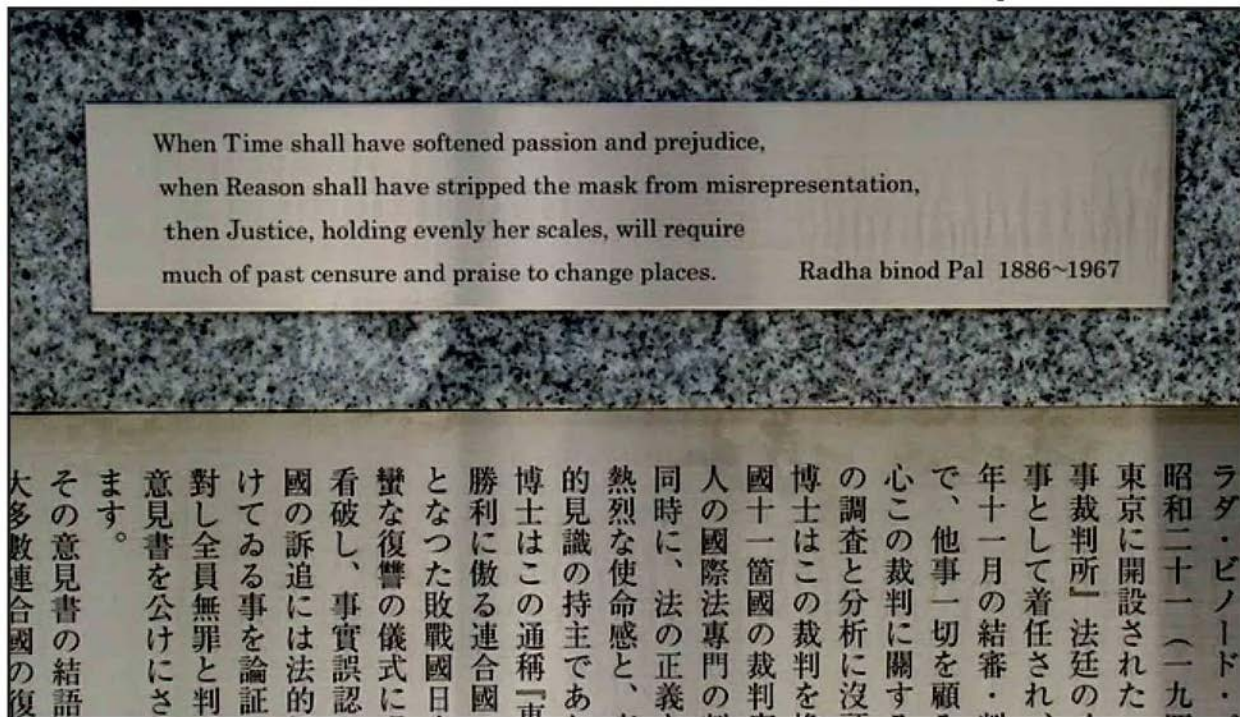 When Time shall have softened passion and prejudice,
when Reason shall have stripped the mask from misrepresentation,
then Justice, holding evenly her scales, will require
much of past censure and praise to change places. Radha binod Pal 1886~1967
ラダ・ビノード・
昭和二十一(一九
東京に開設された
事裁判所』法廷の
事として着任され
年十一月の結審・
で、他事一切を顧
心この裁判に關す
の調査と分析に沒
博士はこの裁判を
國十一箇國の裁判
人の國際法專門の
同時に、法の正義
熱烈な使命感と、
的見識の持主であ
博士はこの通稱『東
勝利に傲る連合國
となつた敗戰國日
蠻な復讐の儀式に
看破し、事實誤認
國の訴追には法的
けてゐる事を論証
對し全員無罪と判
意見書を公けにさ
ます。
その意見書の結語
大多數連合國の復